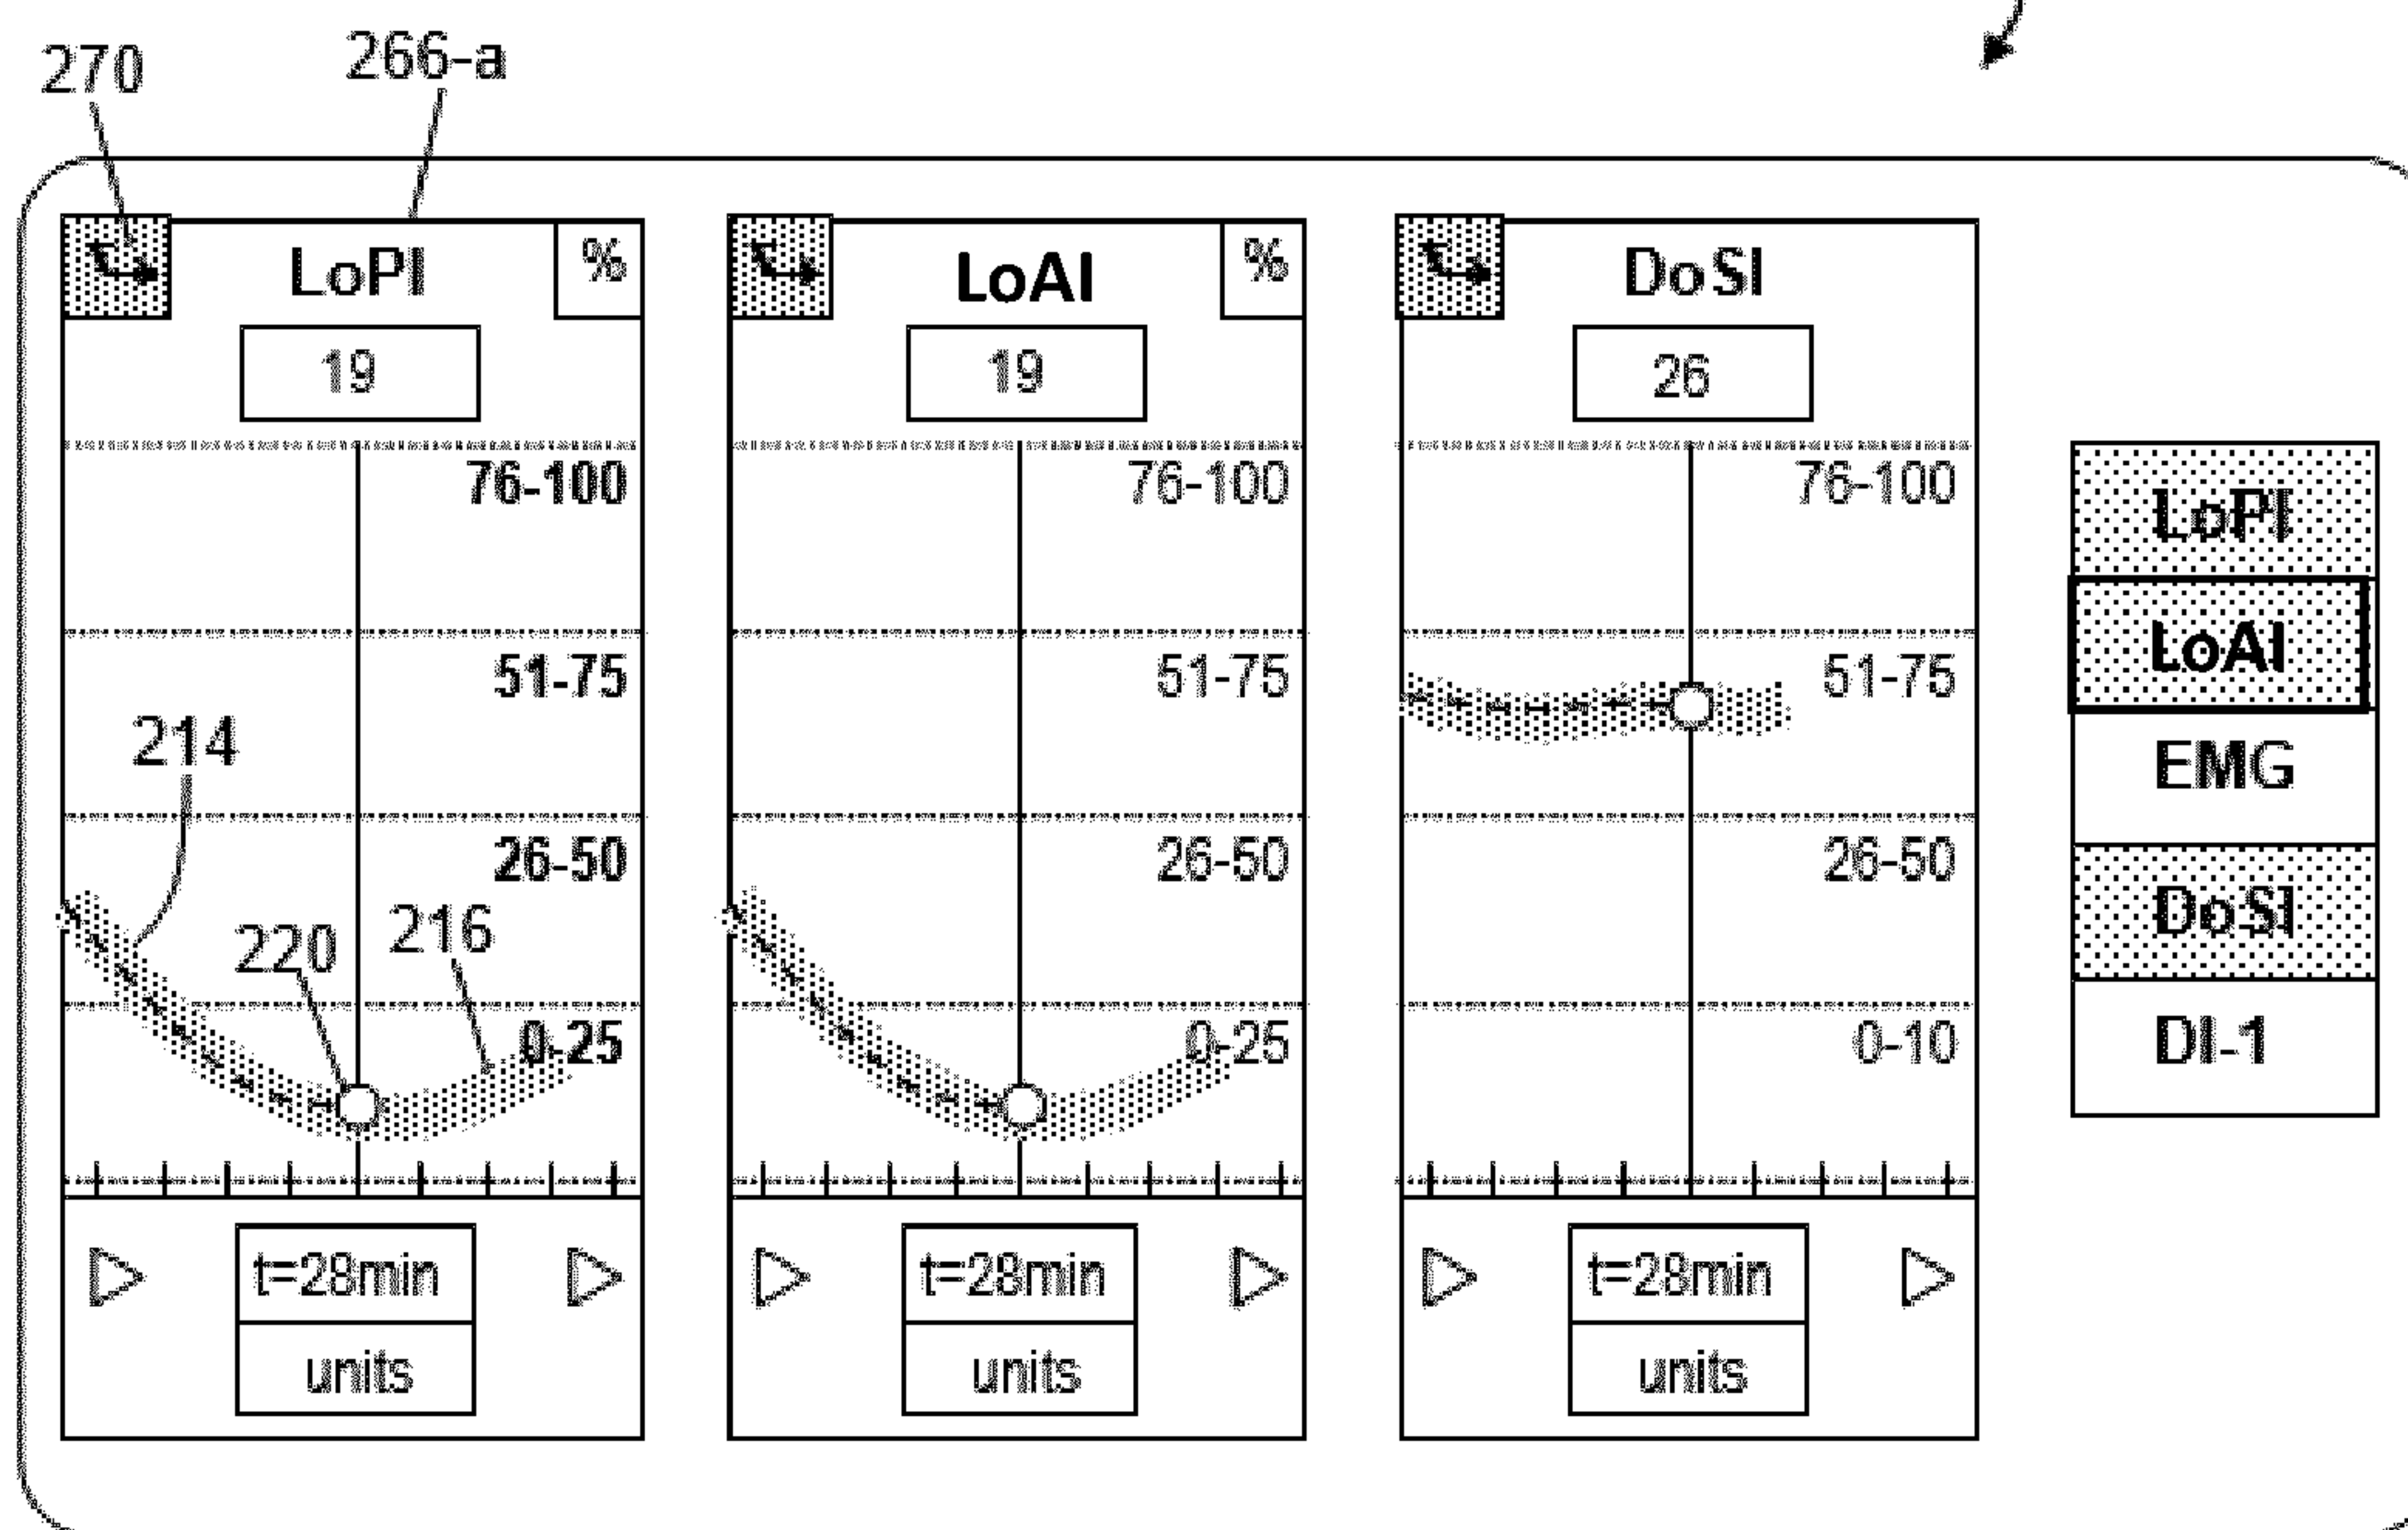 270
266-a
LoPI
%
19
76-100
51-75
214
26-50
220
216
0-25
t=28min
units
LoAI
%
19
76-100
51-75
26-50
0-25
t=28min
units
DoSI
26
76-100
51-75
26-50
0-10
t=28min
units
LoPI
LoAI
EMG
DoSI
DI-1